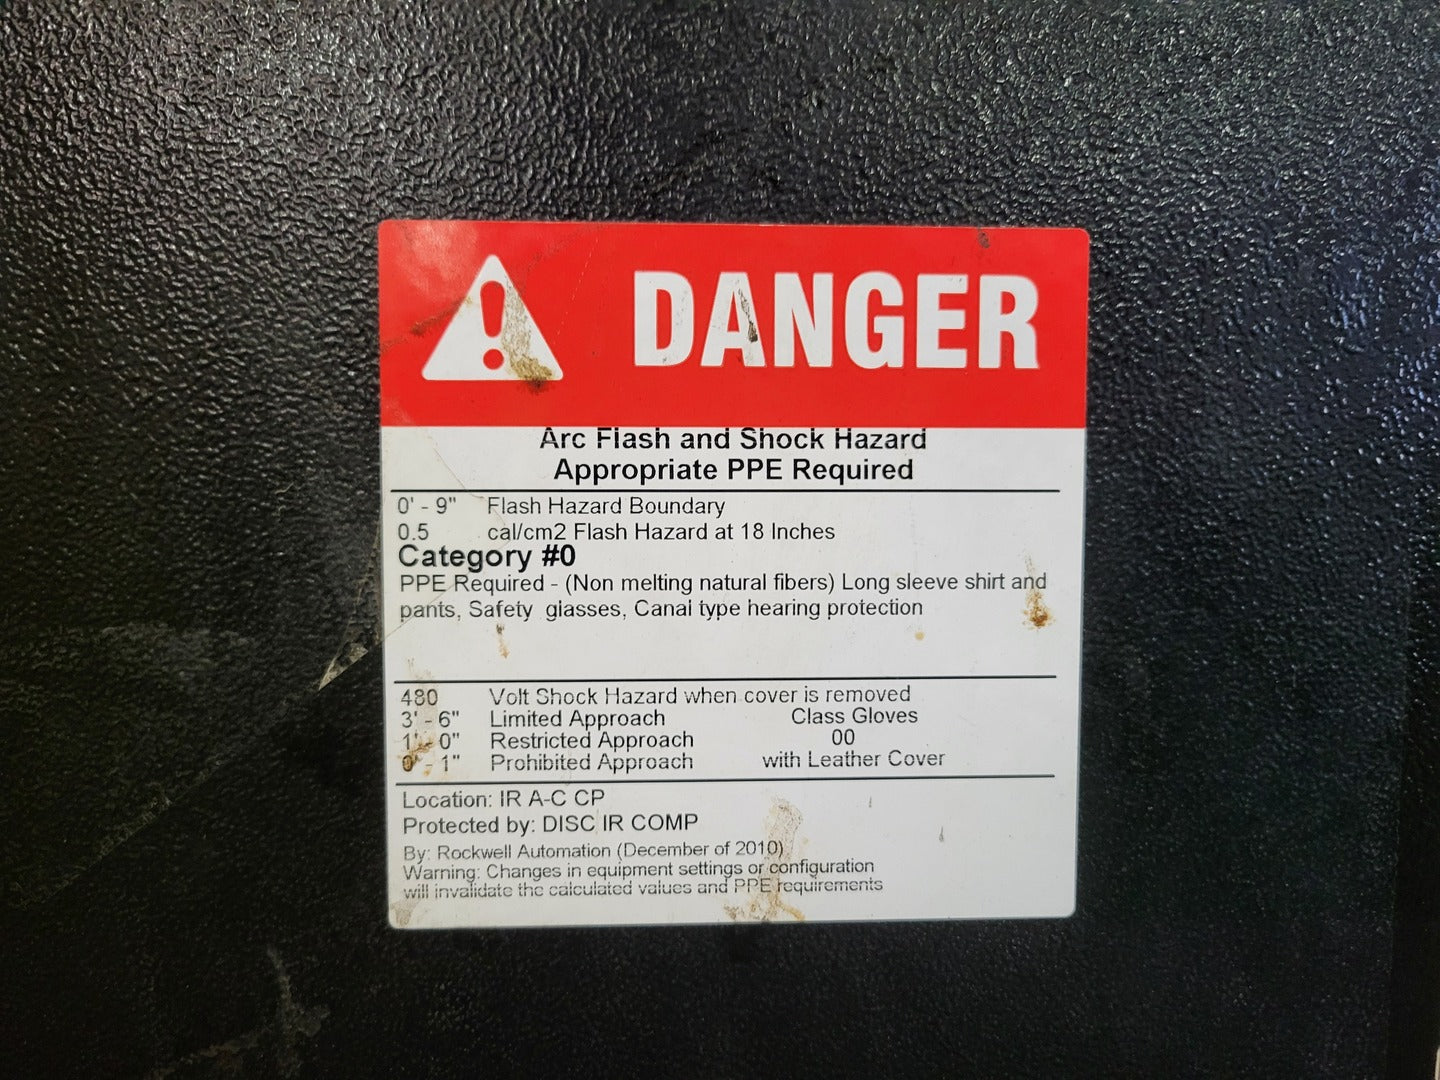 DANGER
Arc Flash and Shock Hazard
Appropriate PPE Required
0' - 9" Flash Hazard Boundary
0.5 cal/cm2 Flash Hazard at 18 Inches
Category #0
PPE Required - (Non melting natural fibers) Long sleeve shirt and
pants, Safety glasses, Canal type hearing protection
480 Volt Shock Hazard when cover is removed
3' - 6" Limited Approach Class Gloves
1' - 0" Restricted Approach 00
0' - 1" Prohibited Approach with Leather Cover
Location: IR A-C CP
Protected by: DISC IR COMP
By: Rockwell Automation (December of 2010)
Warning: Changes in equipment settings or configuration
will invalidate the calculated values and PPE requirements